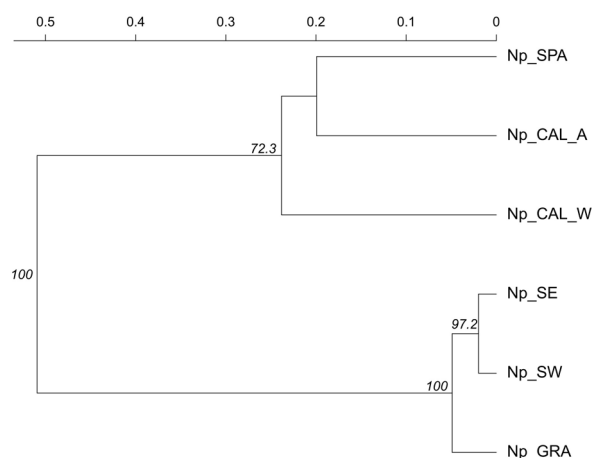 0.5 0.4 0.3 0.2 0.1 0
Np_SPA
Np_CAL_A
72.3
Np_CAL_W
100
Np_SE
97.2
Np_SW
100
Np_GRA